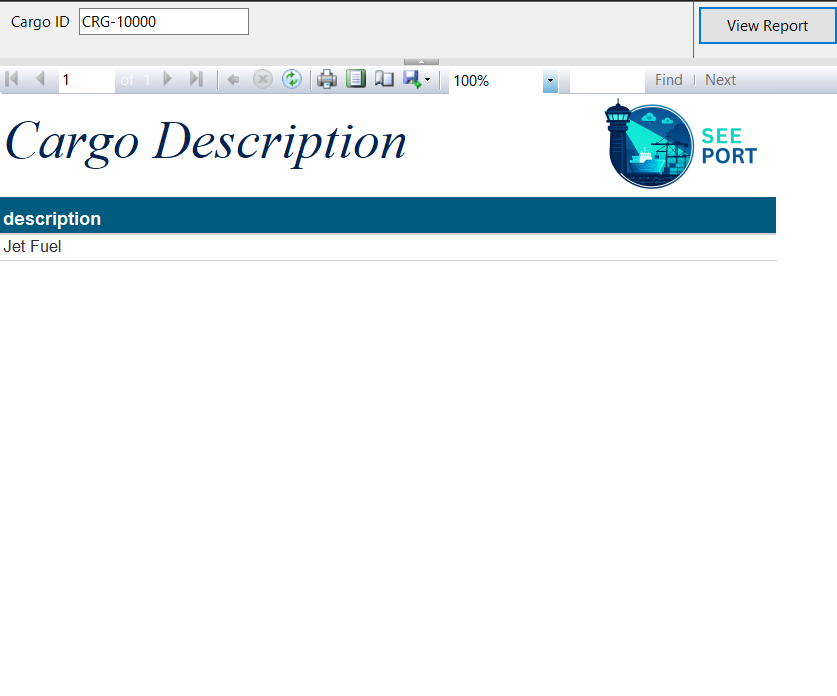 Cargo ID CRG-10000 View Report
1 of 1 100% Find Next
Cargo Description
SEE
PORT
description
Jet Fuel